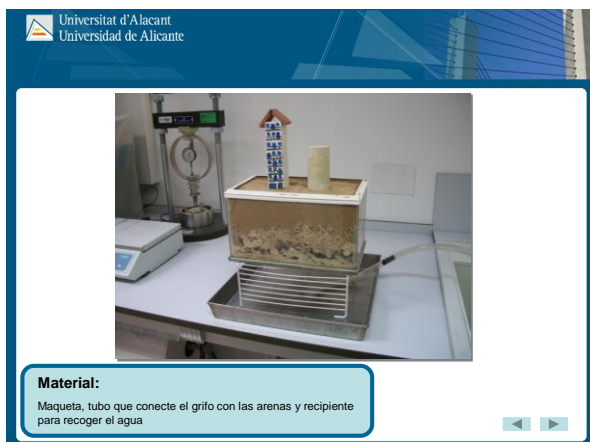 Universitat d'Alacant
Universidad de Alicante
Material:
Maqueta, tubo que conecte el grifo con las arenas y recipiente
para recoger el agua